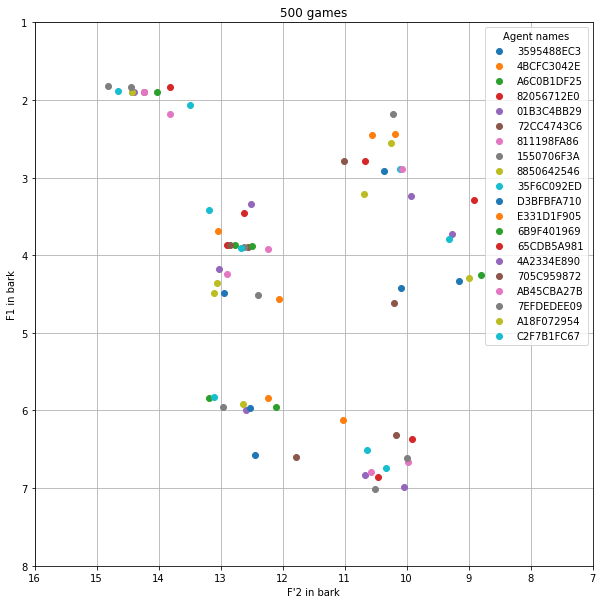 500 games
1
2
3
4
5
6
7
8
F1 in bark
Agent names
3595488EC3
4BCFC3042E
A6C0B1DF25
82056712E0
01B3C4BB29
72CC4743C6
811198FA86
1550706F3A
8850642546
35F6C092ED
D3BFBFA710
E331D1F905
6B9F401969
65CDB5A981
4A2334E890
705C959872
AB45CBA27B
7EFDEDEE09
A18F072954
C2F7B1FC67
16 15 14 13 12 11 10 9 8 7
F'2 in bark